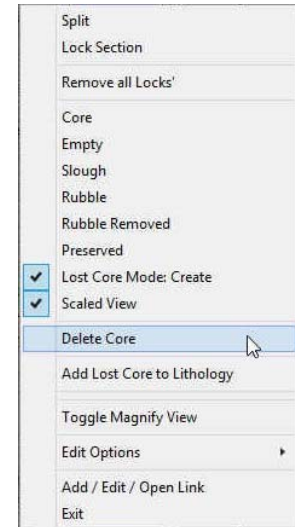 Split
Lock Section
Remove all Locks'
Core
Empty
Slough
Rubble
Rubble Removed
Preserved
Lost Core Mode: Create
Scaled View
Delete Core
Add Lost Core to Lithology
Toggle Magnify View
Edit Options
Add / Edit / Open Link
Exit